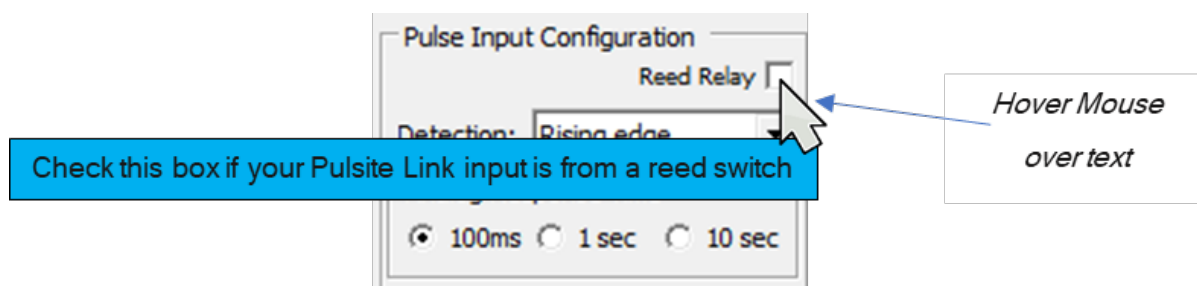 Pulse Input Configuration
Reed Relay
Hover Mouse
over text
Detection: Rising edge
Check this box if your Pulsite Link input is from a reed switch
100ms 1 sec 10 sec